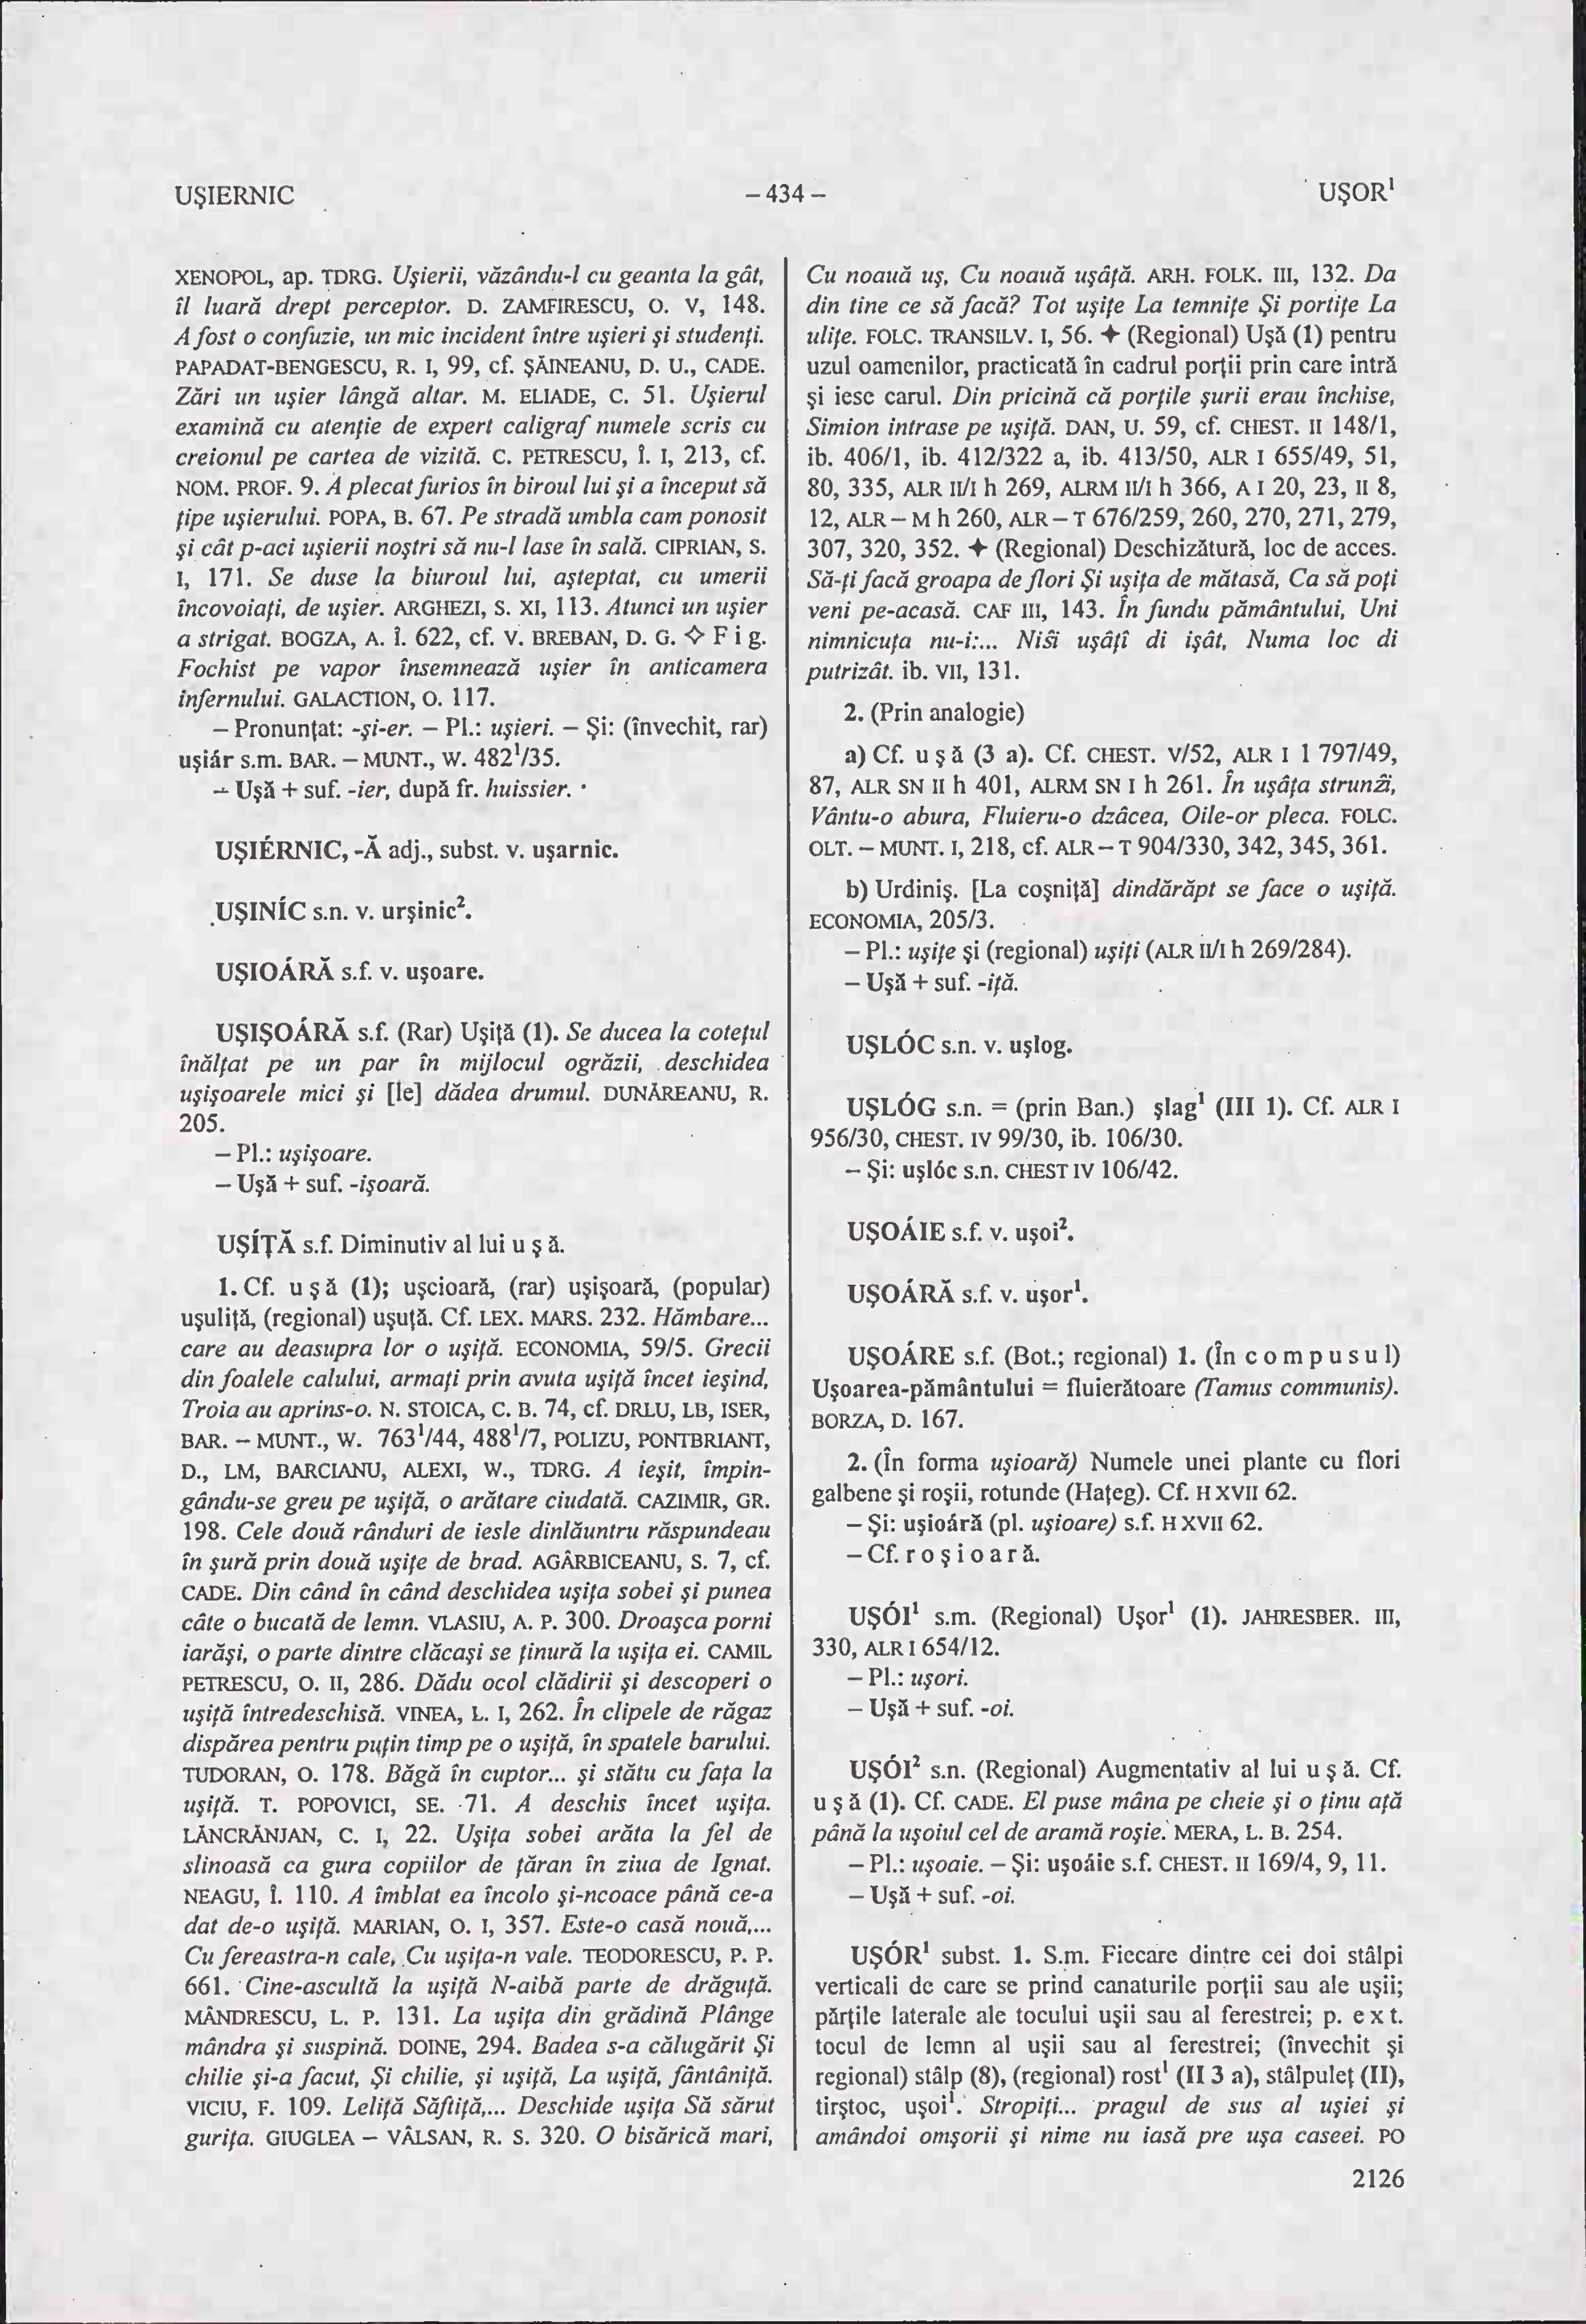 UŞIERNIC
– 434 –
UŞOR¹
XENOPOL, ap. TDRG. Uşierii, văzându-l cu geanta la gât,
îl luară drept perceptor. D. ZAMFIRESCU, O. V, 148.
A fost o confuzie, un mic incident între uşieri şi studenţi.
PAPADAT-BENGESCU, R. I, 99, cf. ŞĂINEANU, D. U., CADE.
Zări un uşier lângă altar. M. ELIADE, C. 51. Uşierul
examină cu atenţie de expert caligraf numele scris cu
creionul pe cartea de vizită. C. PETRESCU, Î. I, 213, cf.
NOM. PROF. 9. A plecat furios în biroul lui şi a început să
ţipe uşierului. POPA, B. 67. Pe stradă umbla cam ponosit
şi cât p-aci uşierii noştri să nu-l lase în sală. CIPRIAN, S.
I, 171. Se duse la biuroul lui, aşteptat, cu umerii
încovoiaţi, de uşier. ARGHEZI, S. XI, 113. Atunci un uşier
a strigat. BOGZA, A. Î. 622, cf. V. BREBAN, D. G. ◇ F i g.
Fochist pe vapor însemnează uşier în anticamera
infernului. GALACTION, O. 117.
– Pronunţat: -şi-er. – Pl.: uşieri. – Şi: (învechit, rar)
uşiár s.m. BAR. – MUNT., W. 482¹/35.
– Uşă + suf. -ier, după fr. huissier.
UŞIÉRNIC, -Ă adj., subst. v. uşarnic.
UŞINÍC s.n. v. urşinic².
UŞIOÁRĂ s.f. v. uşoare.
UŞIŞOÁRĂ s.f. (Rar) Uşiţă (1). Se ducea la coteţul
înălţat pe un par în mijlocul ogrăzii, deschidea
uşişoarele mici şi [le] dădea drumul. DUNĂREANU, R.
205.
– Pl.: uşişoare.
– Uşă + suf. -işoară.
UŞÍŢĂ s.f. Diminutiv al lui u ş ă.
1. Cf. u ş ă (1); uşcioară, (rar) uşişoară, (popular)
uşuliţă, (regional) uşuţă. Cf. LEX. MARS. 232. Hămbare...
care au deasupra lor o uşiţă. ECONOMIA, 59/5. Grecii
din foalele calului, armaţi prin avuta uşiţă încet ieşind,
Troia au aprins-o. N. STOICA, C. B. 74, cf. DRLU, LB, ISER,
BAR. – MUNT., W. 763¹/44, 488¹/7, POLIZU, PONTBRIANT,
D., LM, BARCIANU, ALEXI, W., TDRG. A ieşit, împin-
gându-se greu pe uşiţă, o arătare ciudată. CAZIMIR, GR.
198. Cele două rânduri de iesle dinlăuntru răspundeau
în şură prin două uşiţe de brad. AGÂRBICEANU, S. 7, cf.
CADE. Din când în când deschidea uşiţa sobei şi punea
câte o bucată de lemn. VLASIU, A. P. 300. Droaşca porni
iarăşi, o parte dintre clăcaşi se ţinură la uşiţa ei. CAMIL
PETRESCU, O. II, 286. Dădu ocol clădirii şi descoperi o
uşiţă întredeschisă. VINEA, L. I, 262. În clipele de răgaz
dispărea pentru puţin timp pe o uşiţă, în spatele barului.
TUDORAN, O. 178. Băgă în cuptor... şi stătu cu faţa la
uşiţă. T. POPOVICI, SE. 71. A deschis încet uşiţa.
LĂNCRĂNJAN, C. I, 22. Uşiţa sobei arăta la fel de
slinoasă ca gura copiilor de ţăran în ziua de Ignat.
NEAGU, Î. 110. A îmblat ea încolo şi-ncoace până ce-a
dat de-o uşiţă. MARIAN, O. I, 357. Este-o casă nouă,...
Cu fereastra-n cale, Cu uşiţa-n vale. TEODORESCU, P. P.
661. Cine-ascultă la uşiţă N-aibă parte de drăguţă.
MÂNDRESCU, L. P. 131. La uşiţa din grădină Plânge
mândra şi suspină. DOINE, 294. Badea s-a călugărit Şi
chilie şi-a facut, Şi chilie, şi uşiţă, La uşiţă, fântâniţă.
VICIU, F. 109. Leliţă Săftiţă,... Deschide uşiţa Să sărut
guriţa. GIUGLEA – VÂLSAN, R. S. 320. O bisărică mari,
Cu noauă uş, Cu noauă uşâţă. ARH. FOLK. III, 132. Da
din tine ce să facă? Tot uşiţe La temniţe Şi portiţe La
uliţe. FOLC. TRANSILV. I, 56. ✦ (Regional) Uşă (1) pentru
uzul oamenilor, practicată în cadrul porţii prin care intră
şi iese carul. Din pricină că porţile şurii erau închise,
Simion intrase pe uşiţă. DAN, U. 59, cf. CHEST. II 148/1,
ib. 406/1, ib. 412/322 a, ib. 413/50, ALR I 655/49, 51,
80, 335, ALR II/I h 269, ALRM II/I h 366, A I 20, 23, II 8,
12, ALR – M h 260, ALR – T 676/259, 260, 270, 271, 279,
307, 320, 352. ✦ (Regional) Deschizătură, loc de acces.
Să-ţi facă groapa de flori Şi uşiţa de mătasă, Ca să poţi
veni pe-acasă. CAF III, 143. În fundu pământului, Uni
nimnicuţa nu-i:... Niŝi uşâţî di işât, Numa loc di
putrizât. ib. VII, 131.
2. (Prin analogie)
a) Cf. u ş ă (3 a). Cf. CHEST. V/52, ALR I 1 797/49,
87, ALR SN II h 401, ALRM SN I h 261. În uşâţa strunẑi,
Vântu-o abura, Fluieru-o dzâcea, Oile-or pleca. FOLC.
OLT. – MUNT. I, 218, cf. ALR – T 904/330, 342, 345, 361.
b) Urdiniş. [La coşniţă] dindărăpt se face o uşiţă.
ECONOMIA, 205/3.
– Pl.: uşiţe şi (regional) uşiţi (ALR II/I h 269/284).
– Uşă + suf. -iţă.
UŞLÓC s.n. v. uşlog.
UŞLÓG s.n. = (prin Ban.) şlag¹ (III 1). Cf. ALR I
956/30, CHEST. IV 99/30, ib. 106/30.
– Şi: uşlóc s.n. CHEST IV 106/42.
UŞOÁIE s.f. v. uşoi².
UŞOÁRĂ s.f. v. uşor¹.
UŞOÁRE s.f. (Bot.; regional) 1. (În c o m p u s u l)
Uşoarea-pământului = fluierătoare (Tamus communis).
BORZA, D. 167.
2. (În forma uşioară) Numele unei plante cu flori
galbene şi roşii, rotunde (Haţeg). Cf. H XVII 62.
– Şi: uşioáră (pl. uşioare) s.f. H XVII 62.
– Cf. r o ş i o a r ă.
UŞÓI¹ s.m. (Regional) Uşor¹ (1). JAHRESBER. III,
330, ALR I 654/12.
– Pl.: uşori.
– Uşă + suf. -oi.
UŞÓI² s.n. (Regional) Augmentativ al lui u ş ă. Cf.
u ş ă (1). Cf. CADE. El puse mâna pe cheie şi o ţinu aţă
până la uşoiul cel de aramă roşie. MERA, L. B. 254.
– Pl.: uşoaie. – Şi: uşoáie s.f. CHEST. II 169/4, 9, 11.
– Uşă + suf. -oi.
UŞÓR¹ subst. 1. S.m. Fiecare dintre cei doi stâlpi
verticali de care se prind canaturile porţii sau ale uşii;
părţile laterale ale tocului uşii sau al ferestrei; p. e x t.
tocul de lemn al uşii sau al ferestrei; (învechit şi
regional) stâlp (8), (regional) rost¹ (II 3 a), stâlpuleţ (II),
tirştoc, uşoi¹. Stropiţi... pragul de sus al uşiei şi
amândoi omşorii şi nime nu iasă pre uşa caseei. PO
2126